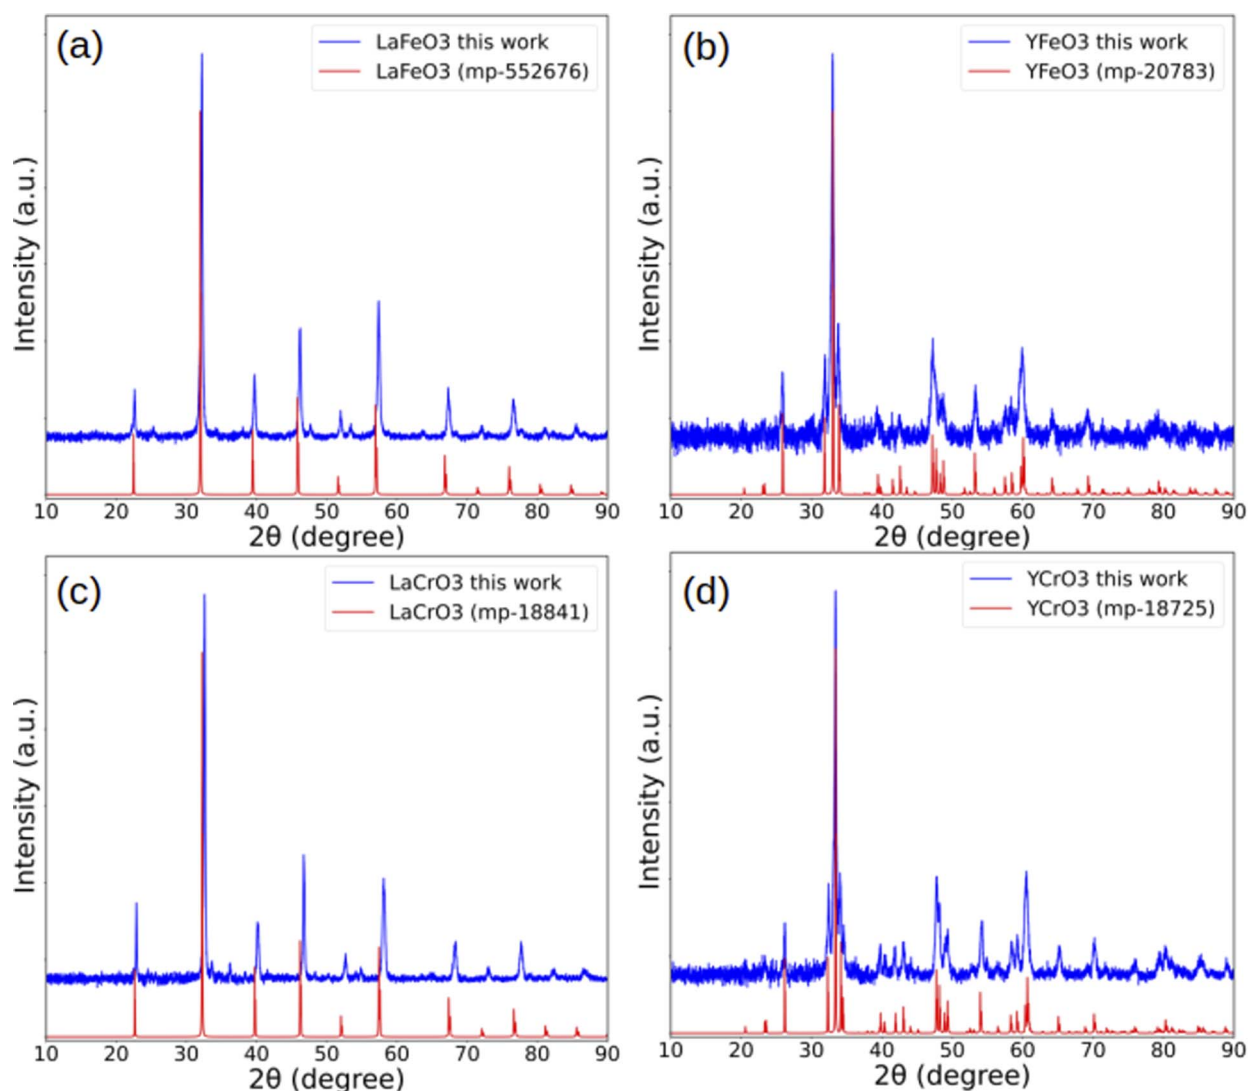 (a)
LaFeO3 this work
LaFeO3 (mp-552676)
Intensity (a.u.)
10 20 30 40 50 60 70 80 90
2θ (degree)
(b)
YFeO3 this work
YFeO3 (mp-20783)
Intensity (a.u.)
10 20 30 40 50 60 70 80 90
2θ (degree)
(c)
LaCrO3 this work
LaCrO3 (mp-18841)
Intensity (a.u.)
10 20 30 40 50 60 70 80 90
2θ (degree)
(d)
YCrO3 this work
YCrO3 (mp-18725)
Intensity (a.u.)
10 20 30 40 50 60 70 80 90
2θ (degree)